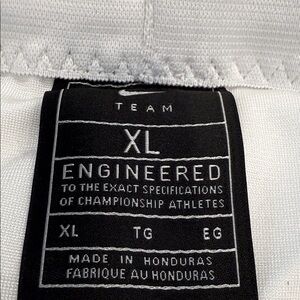 TEAM
XL
ENGINEERED
TO THE EXACT SPECIFICATIONS
OF CHAMPIONSHIP ATHLETES
XL TG EG
MADE IN HONDURAS
FABRIQUE AU HONDURAS